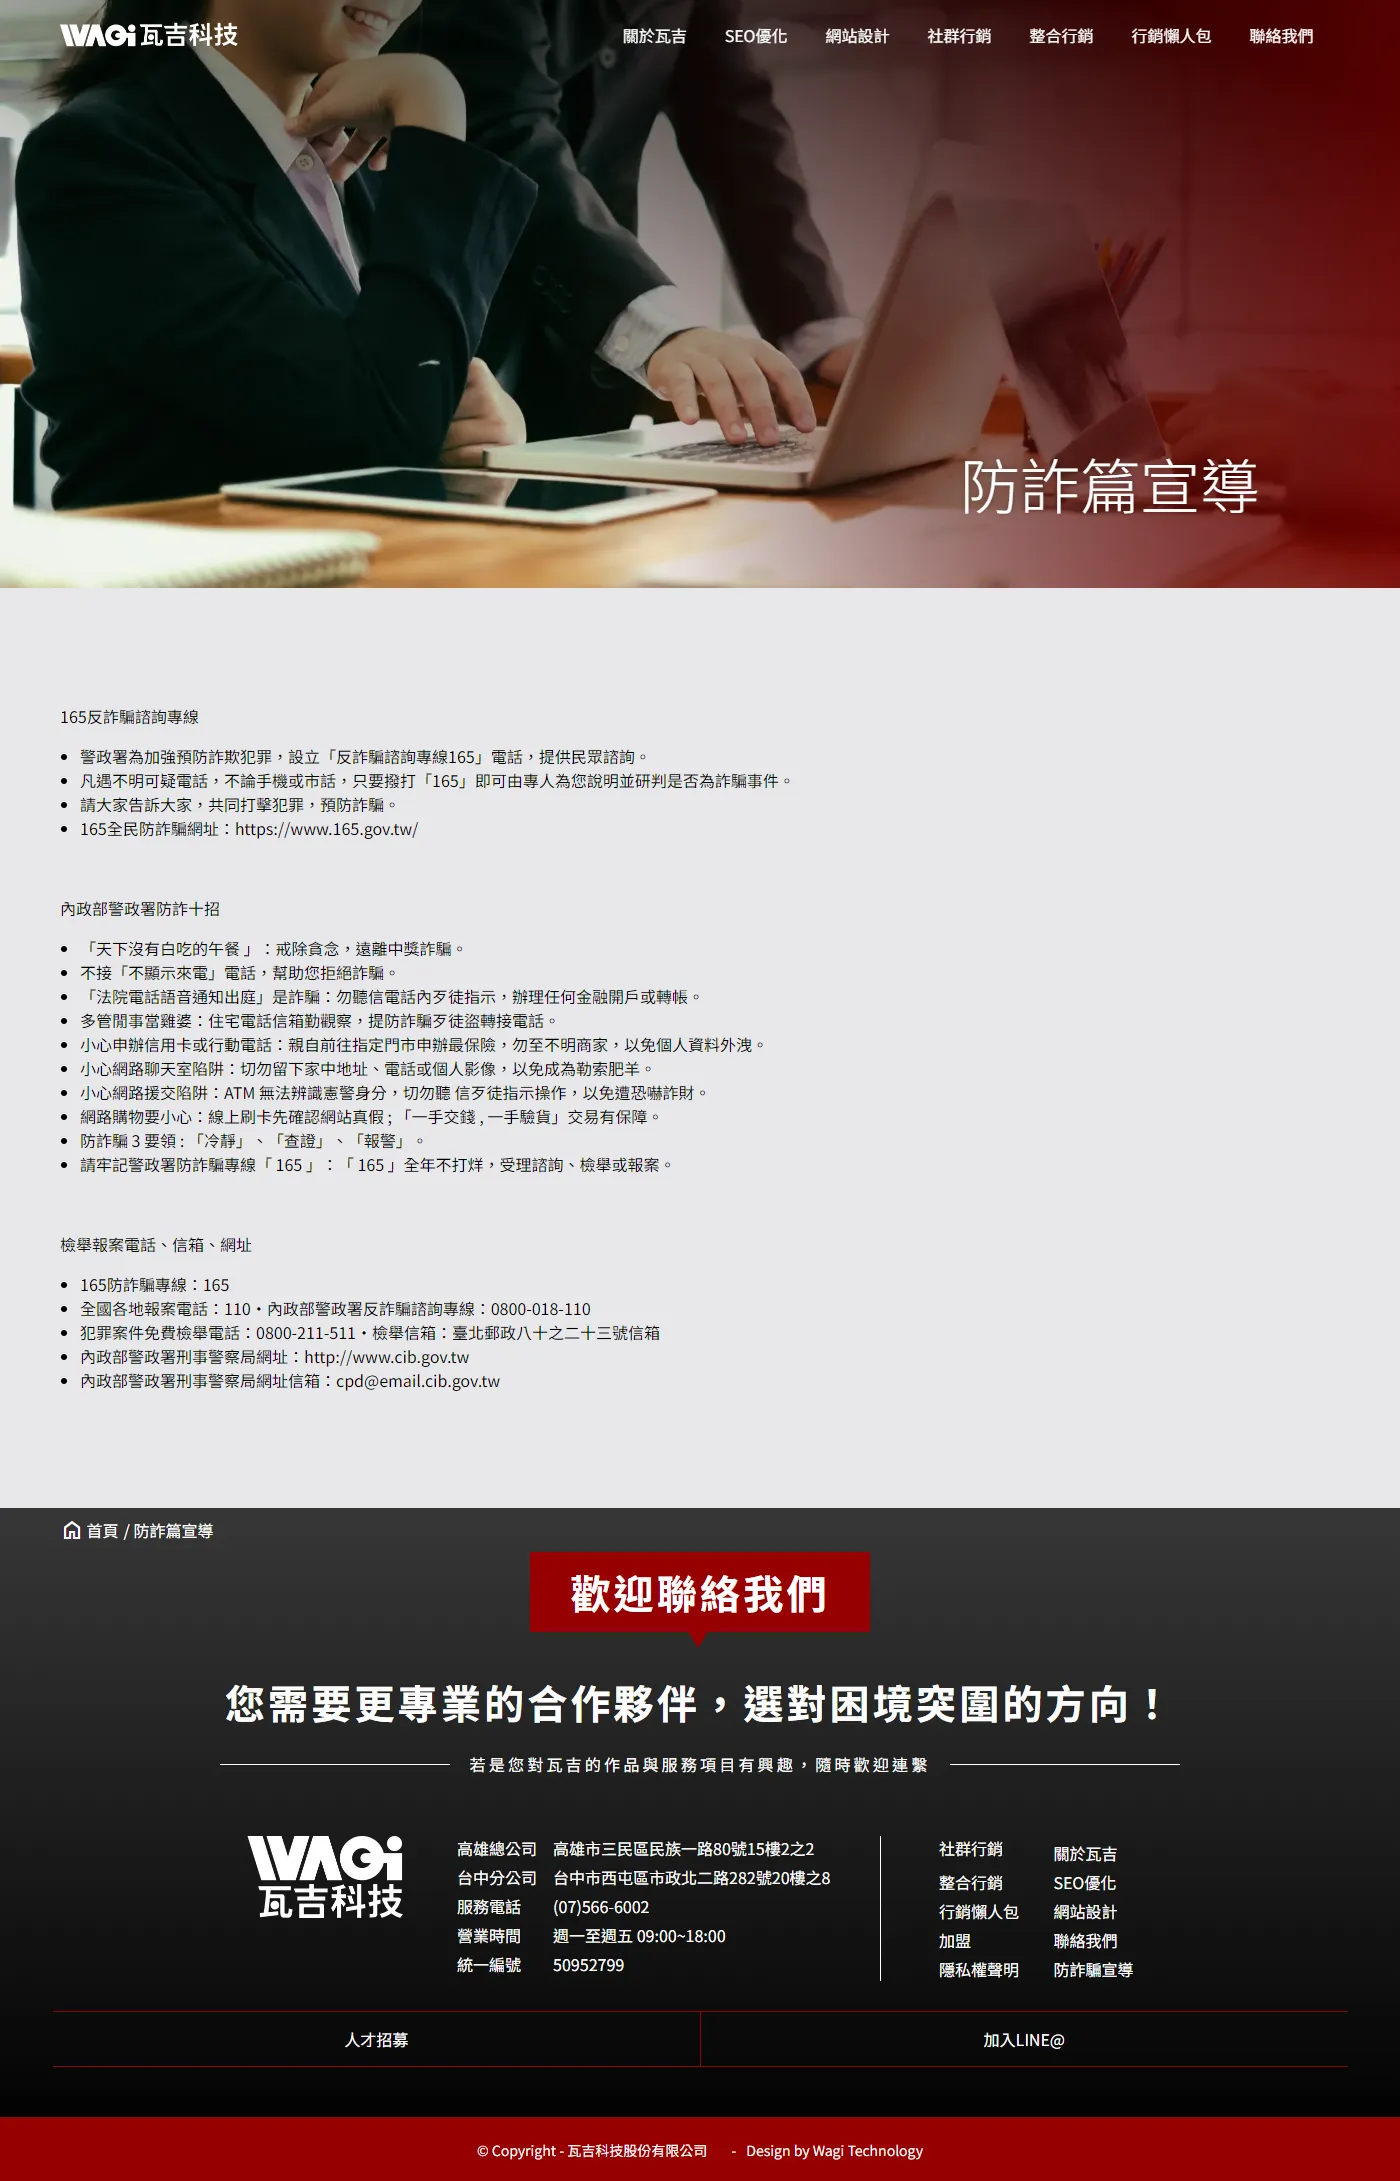 WAGi瓦吉科技
關於瓦吉 SEO優化 網站設計 社群行銷 整合行銷 行銷懶人包 聯絡我們
防詐篇宣導
165反詐騙諮詢專線
警政署為加強預防詐欺犯罪，設立「反詐騙諮詢專線165」電話，提供民眾諮詢。
凡遇不明可疑電話，不論手機或市話，只要撥打「165」即可由專人為您說明並研判是否為詐騙事件。
請大家告訴大家，共同打擊犯罪，預防詐騙。
165全民防詐騙網址：https://www.165.gov.tw/
內政部警政署防詐十招
「天下沒有白吃的午餐 」：戒除貪念，遠離中獎詐騙。
不接「不顯示來電」電話，幫助您拒絕詐騙。
「法院電話語音通知出庭」是詐騙：勿聽信電話內歹徒指示，辦理任何金融開戶或轉帳。
多管閒事當雞婆：住宅電話信箱勤觀察，提防詐騙歹徒盜轉接電話。
小心申辦信用卡或行動電話：親自前往指定門市申辦最保險，勿至不明商家，以免個人資料外洩。
小心網路聊天室陷阱：切勿留下家中地址、電話或個人影像，以免成為勒索肥羊。
小心網路援交陷阱：ATM 無法辨識憲警身分，切勿聽 信歹徒指示操作，以免遭恐嚇詐財。
網路購物要小心：線上刷卡先確認網站真假 ; 「一手交錢 , 一手驗貨」交易有保障。
防詐騙 3 要領 : 「冷靜」、「查證」、「報警」。
請牢記警政署防詐騙專線「 165 」：「 165 」全年不打烊，受理諮詢、檢舉或報案。
檢舉報案電話、信箱、網址
165防詐騙專線：165
全國各地報案電話：110‧內政部警政署反詐騙諮詢專線：0800-018-110
犯罪案件免費檢舉電話：0800-211-511‧檢舉信箱：臺北郵政八十之二十三號信箱
內政部警政署刑事警察局網址：http://www.cib.gov.tw
內政部警政署刑事警察局網址信箱：cpd@email.cib.gov.tw
首頁 / 防詐篇宣導
歡迎聯絡我們
您需要更專業的合作夥伴，選對困境突圍的方向！
若是您對瓦吉的作品與服務項目有興趣，隨時歡迎連繫
WAGi
瓦吉科技
高雄總公司 高雄市三民區民族一路80號15樓2之2
台中分公司 台中市西屯區市政北二路282號20樓之8
服務電話 (07)566-6002
營業時間 週一至週五 09:00~18:00
統一編號 50952799
社群行銷
整合行銷
行銷懶人包
加盟
隱私權聲明
關於瓦吉
SEO優化
網站設計
聯絡我們
防詐騙宣導
人才招募 加入LINE@
© Copyright - 瓦吉科技股份有限公司 - Design by Wagi Technology